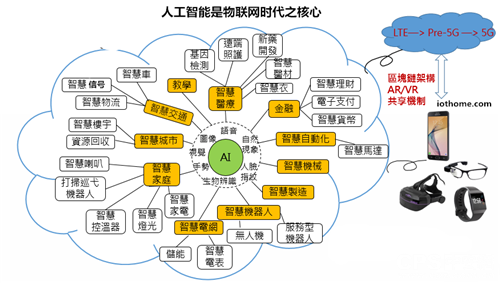 人工智能是物联网时代之核心
LTE—> Pre-5G —> 5G
區塊鏈架構
AR/VR
共享機制
iothome.com
基因
檢測
遠端
照護
新藥
開發
智慧
醫材
智慧車
教學
智慧
醫療
智慧衣
智慧理財
智慧 信号
智慧物流
智慧交通
金融
電子支付
智慧貨幣
智慧樓宇
資源回收
智慧城市
圖像
語音
自然
現象
視覺
AI
手勢
人臉
指紋
生物辨識
智慧自動化
智慧馬達
智慧喇叭
智慧
家庭
智慧機械
打掃巡弋
機器人
智慧製造
智慧
控溫器
智慧
燈光
智慧
家電
智慧機器人
智慧電網
無人機
服務型
機器人
儲能
智慧
電表